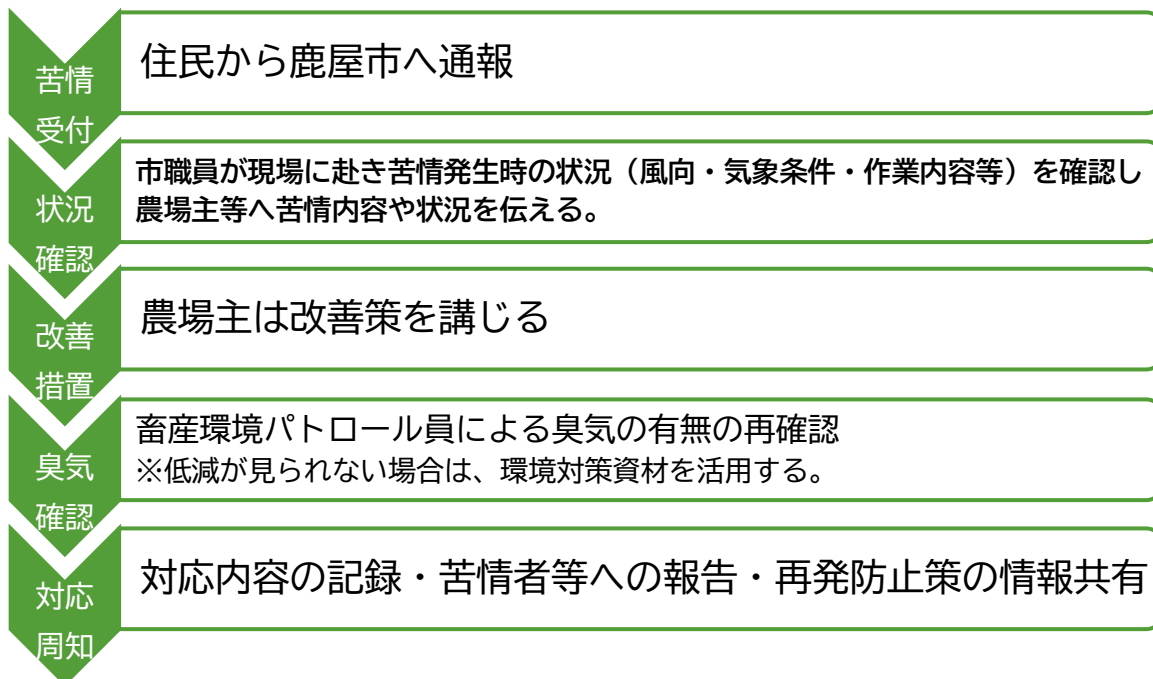 苦情
受付
住民から鹿屋市へ通報
状況
確認
市職員が現場に赴き苦情発生時の状況（風向・気象条件・作業内容等）を確認し
農場主等へ苦情内容や状況を伝える。
改善
措置
農場主は改善策を講じる
臭気
確認
畜産環境パトロール員による臭気の有無の再確認
※低減が見られない場合は、環境対策資材を活用する。
対応
周知
対応内容の記録・苦情者等への報告・再発防止策の情報共有